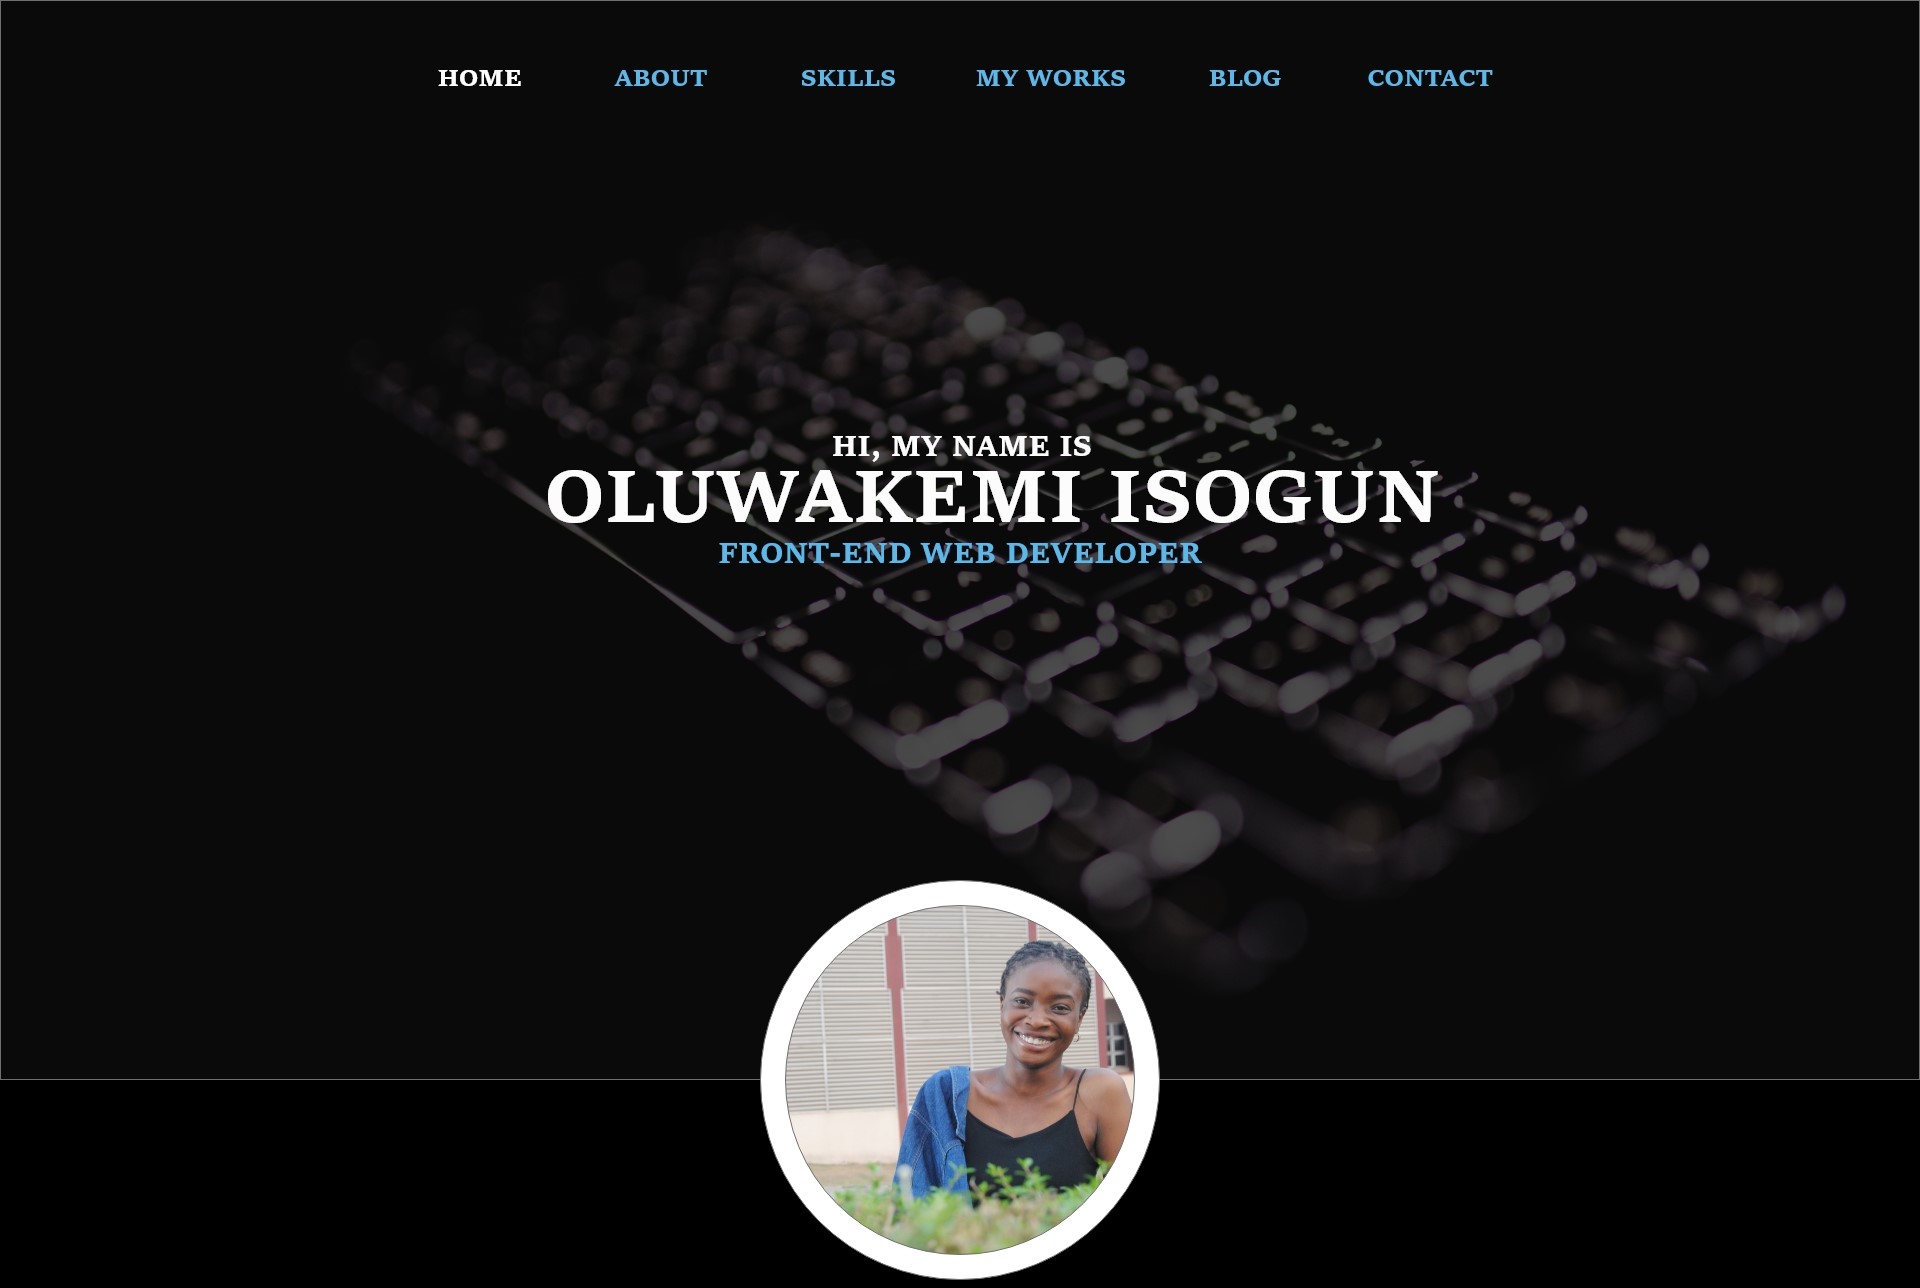 HOME ABOUT SKILLS MY WORKS BLOG CONTACT
HI, MY NAME IS
OLUWAKEMI ISOGUN
FRONT-END WEB DEVELOPER